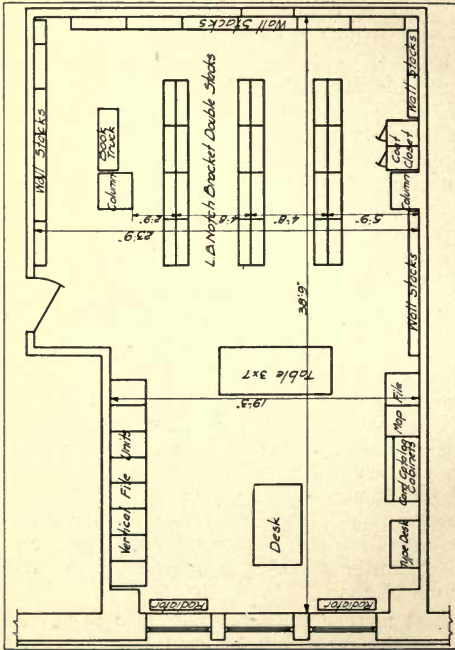 Wall Stacks
Wall Stacks
Wall Stacks
Book
Truck
Column
L.B. Notch Bracket Double Stacks
Coat
Closet
Column
2'-9"
4'-8"
4'-8"
5'-9"
23'-9"
Wall Stacks
38'-9"
Table 3x7
19'-3"
Vertical File Units
Map File
Card Catalog
Cabinets
Desk
Type Desk
Radiator
Radiator